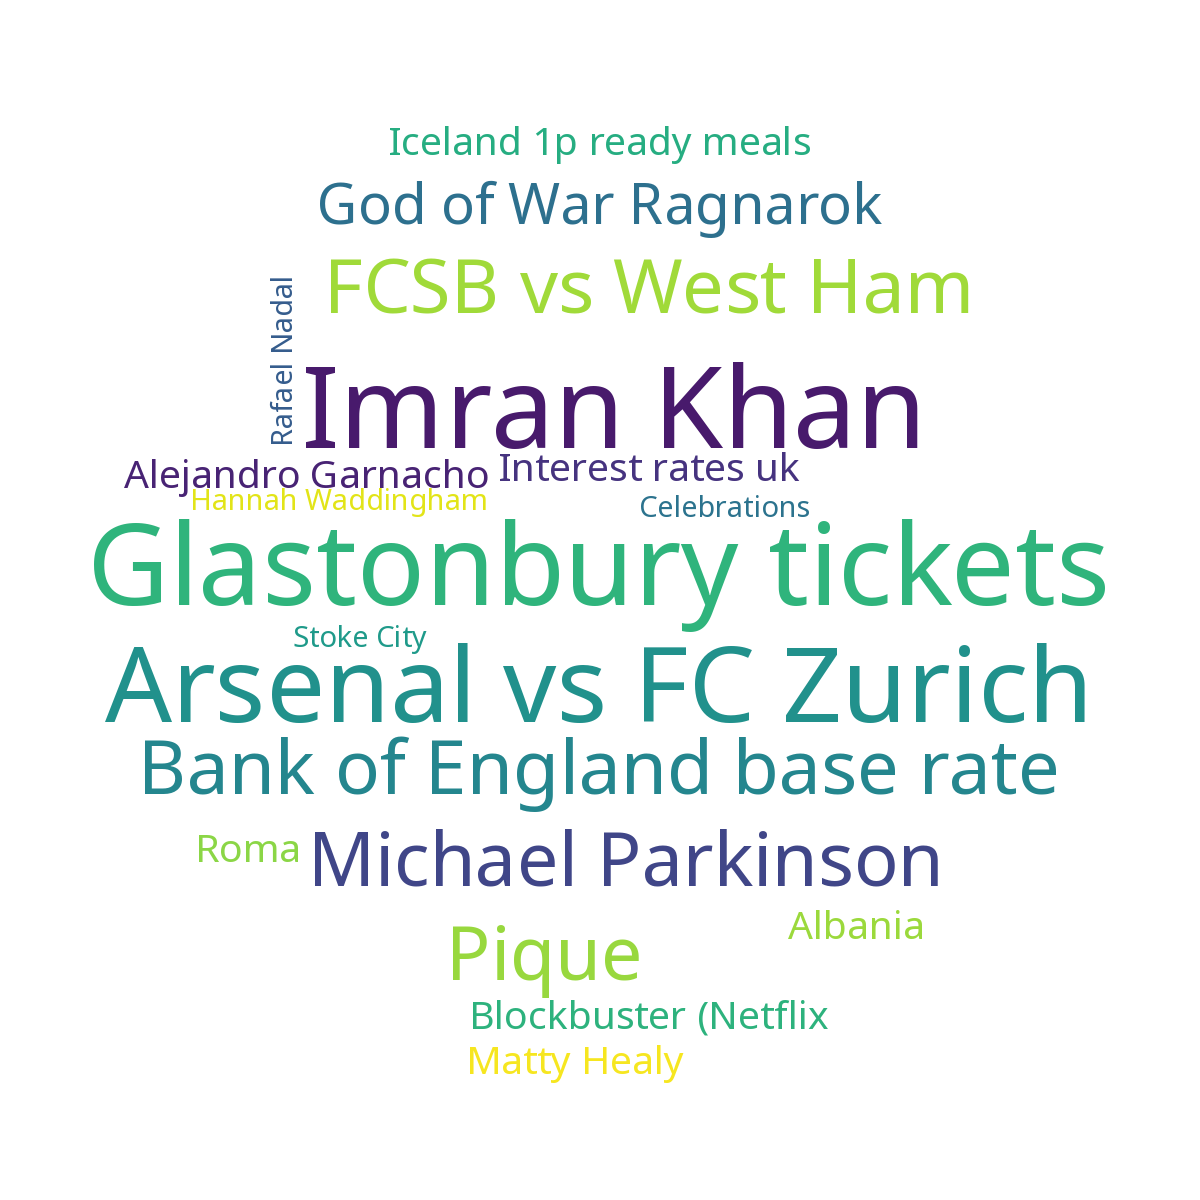 Iceland 1p ready meals
God of War Ragnarok
FCSB vs West Ham
Rafael Nadal
Imran Khan
Alejandro Garnacho
Interest rates uk
Hannah Waddingham
Celebrations
Glastonbury tickets
Stoke City
Arsenal vs FC Zurich
Bank of England base rate
Roma
Michael Parkinson
Albania
Pique
Blockbuster (Netflix
Matty Healy